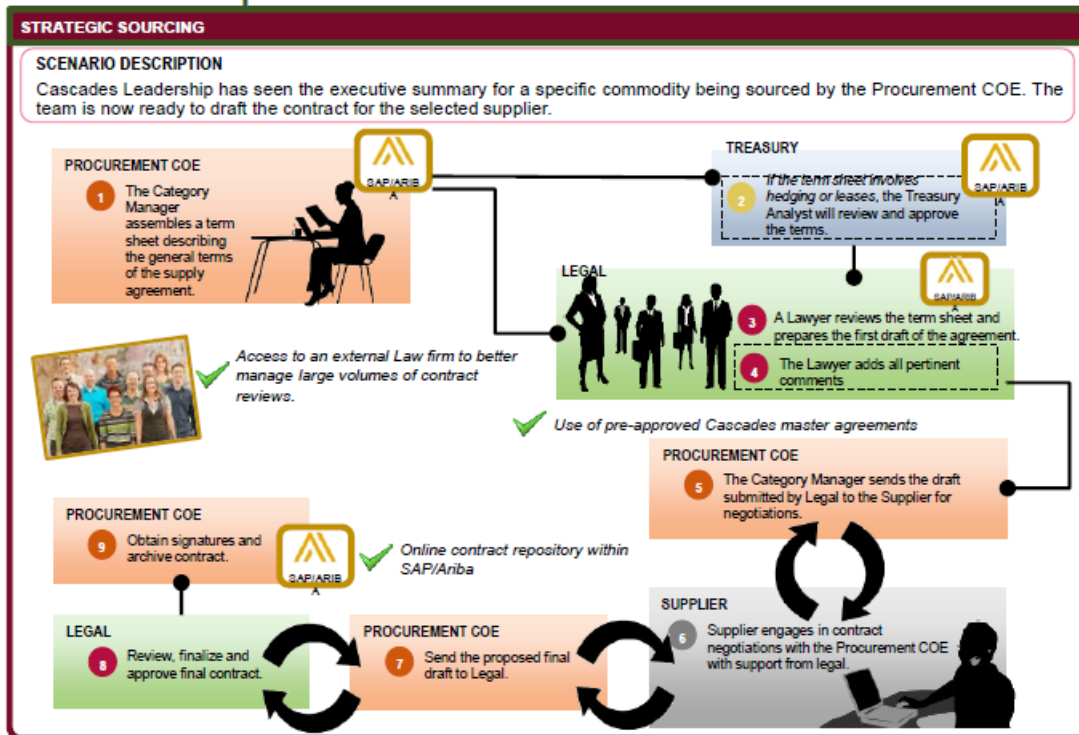 STRATEGIC SOURCING
SCENARIO DESCRIPTION
Cascades Leadership has seen the executive summary for a specific commodity being sourced by the Procurement COE. The
team is now ready to draft the contract for the selected supplier.
PROCUREMENT COE
1
The Category
Manager
assembles a term
sheet describing
the general terms
of the supply
agreement.
SAP/ARIB
A
TREASURY
2
If the term sheet involves
hedging or leases, the Treasury
Analyst will review and approve
the terms.
SAP/ARIB
A
LEGAL
SAP/ARIB
A
3
A Lawyer reviews the term sheet and
prepares the first draft of the agreement.
4
The Lawyer adds all pertinent
comments
Access to an external Law firm to better
manage large volumes of contract
reviews.
Use of pre-approved Cascades master agreements
PROCUREMENT COE
5
The Category Manager sends the draft
submitted by Legal to the Supplier for
negotiations.
SUPPLIER
6
Supplier engages in contract
negotiations with the Procurement COE
with support from legal.
PROCUREMENT COE
7
Send the proposed final
draft to Legal.
LEGAL
8
Review, finalize and
approve final contract.
PROCUREMENT COE
9
Obtain signatures and
archive contract.
SAP/ARIB
A
Online contract repository within
SAP/Ariba